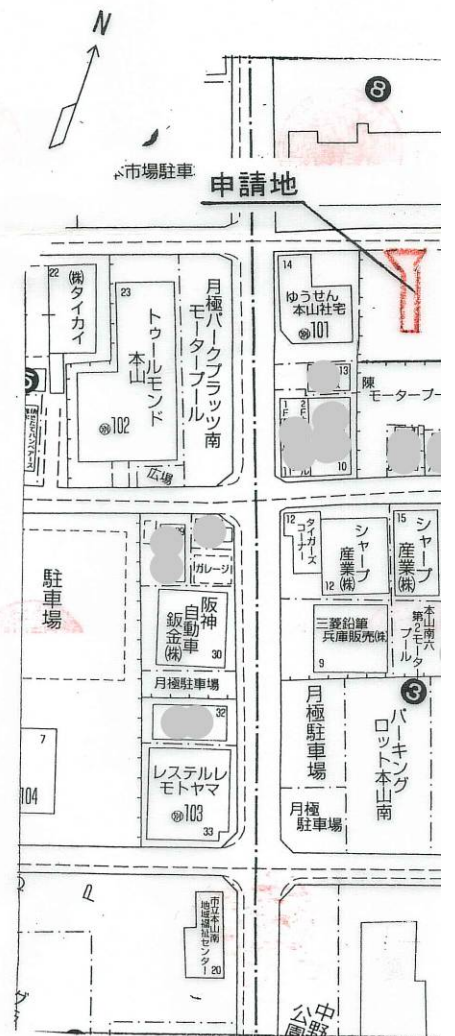 N
8
市場駐車
申請地
22
㈱タイカイ
23
トゥールモンド
本山
102
月極パークプラッツ南
モータープール
広場
14
ゆうせん
本山社宅
101
13
陳
モータープー
10
駐車場
ガレージ
阪神
自動車
鈑金㈱
30
月極駐車場
32
レステルレ
モトヤマ
103
33
7
104
12
タイガーズ
コーナー
シャープ
産業㈱
12
15
シャープ
産業㈱
三菱鉛筆
兵庫販売㈱
9
本山南六
第2モータ
プール
3
月極駐車場
パーキング
ロット本山南
月極
駐車場
P
市立本山南
地域福祉センター
20
中野
公園